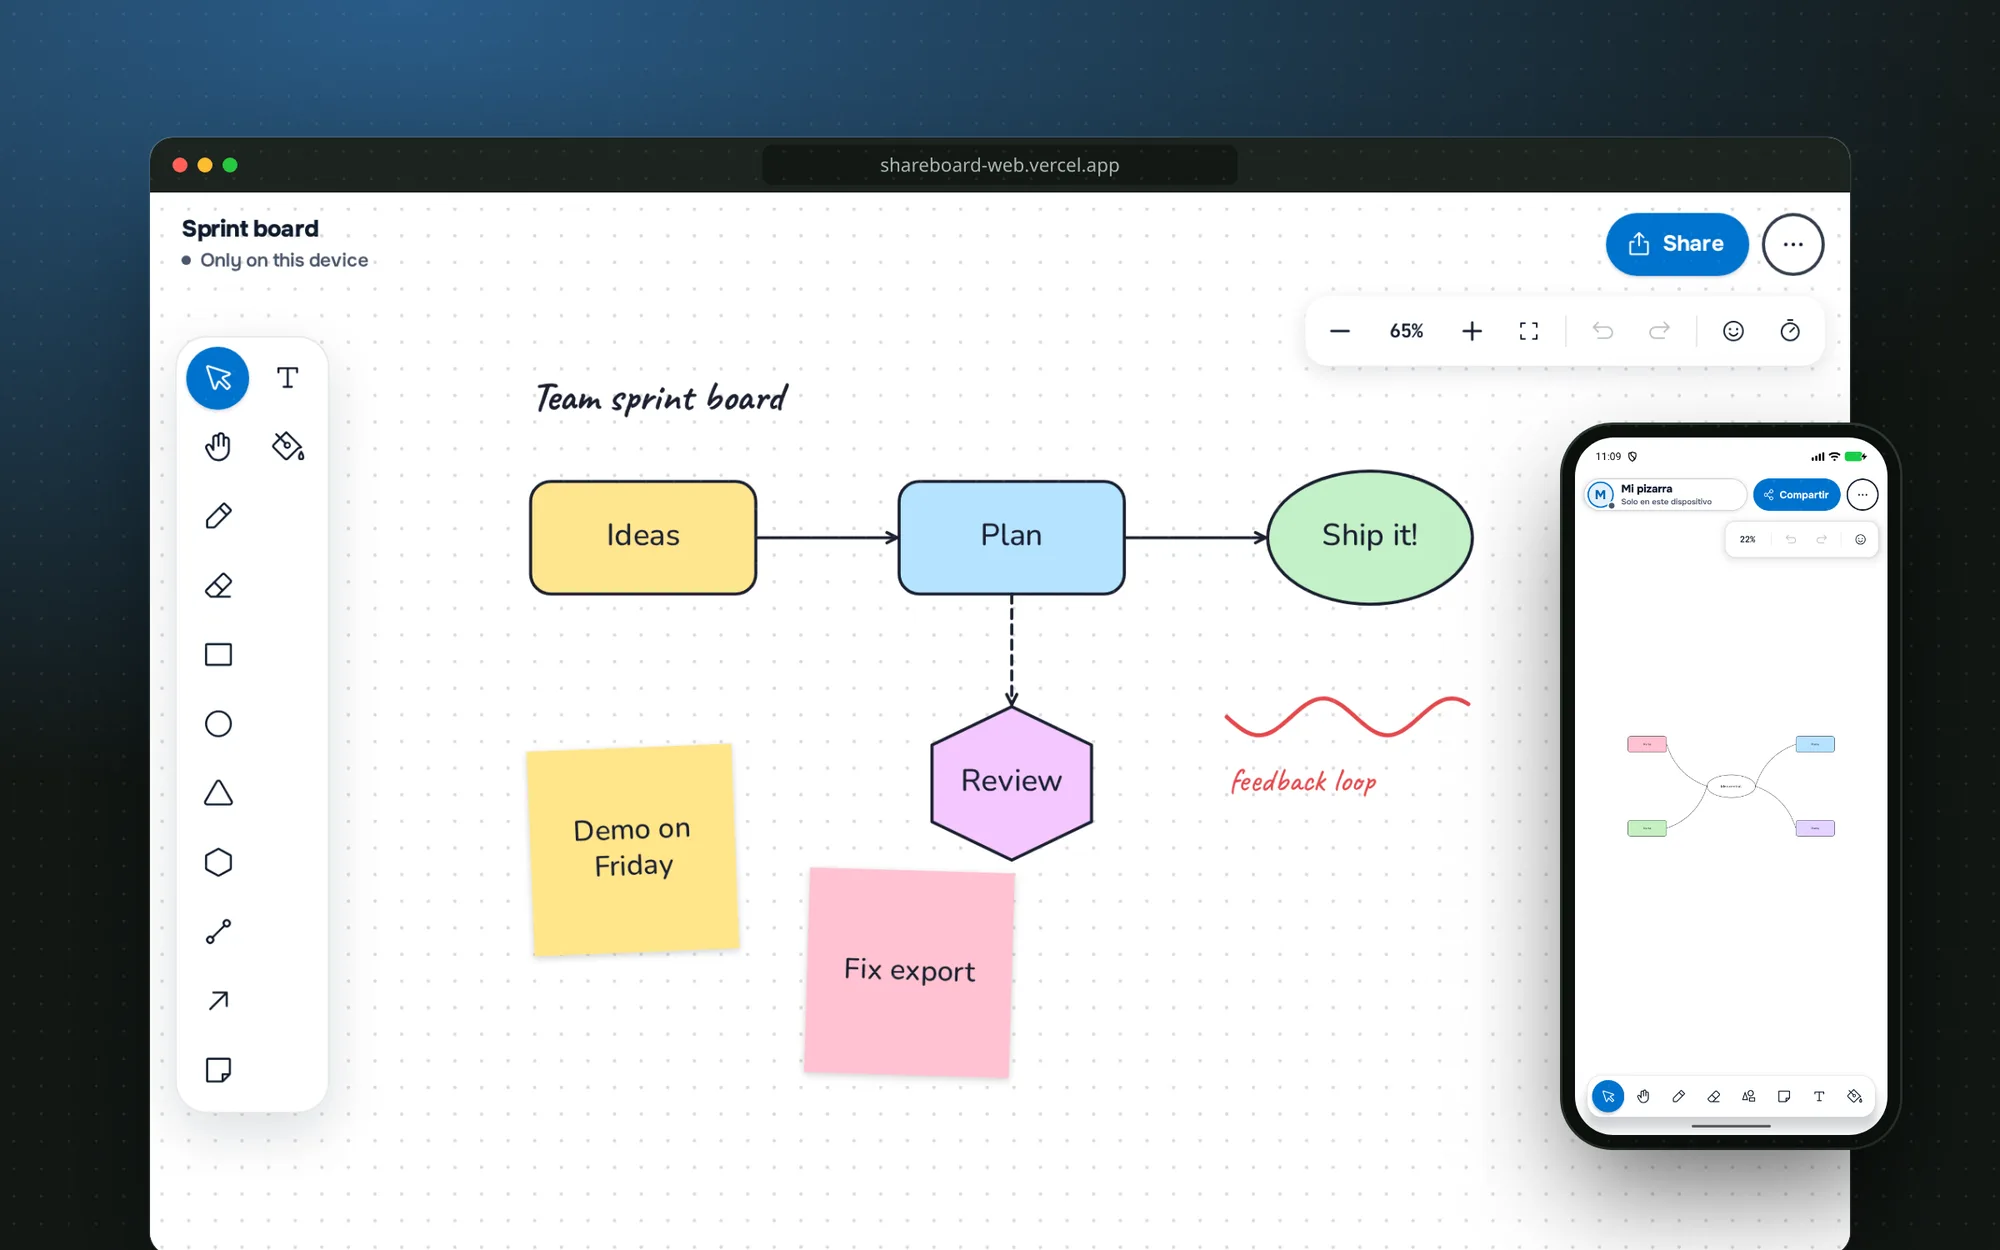 shareboard-web.vercel.app
Sprint board
Only on this device
Share
65%
Team sprint board
Ideas
Plan
Ship it!
Review
feedback loop
Demo on
Friday
Fix export
11:09
M
Mi pizarra
Solo en este dispositivo
Compartir
22%